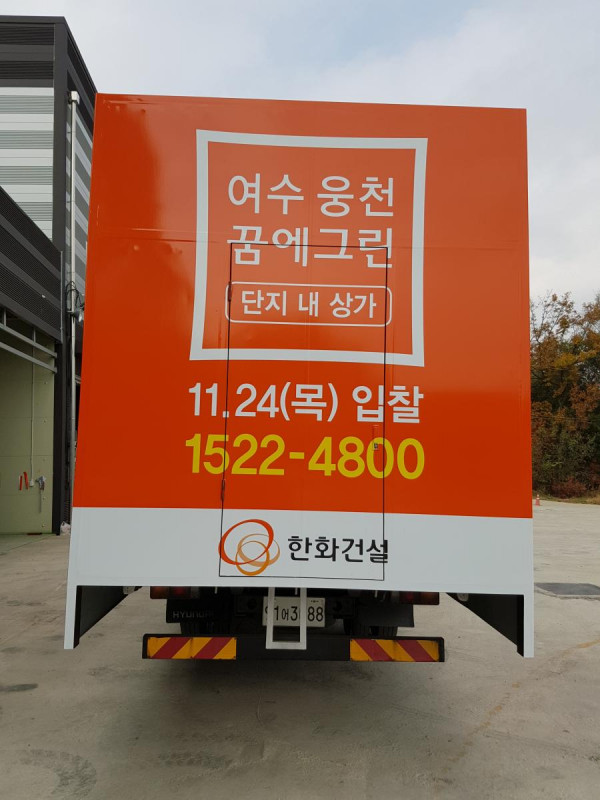 여수 웅천
꿈에그린
단지 내 상가
11.24(목) 입찰
1522-4800
한화건설
HYUNDAI